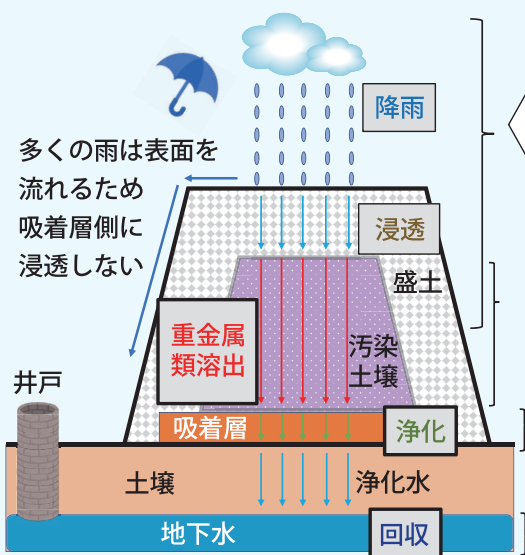 降雨
多くの雨は表面を
流れるため
吸着層側に
浸透しない
浸透
盛土
重金属
類溶出
汚染
土壌
井戸
吸着層
浄化
土壌
浄化水
地下水
回収